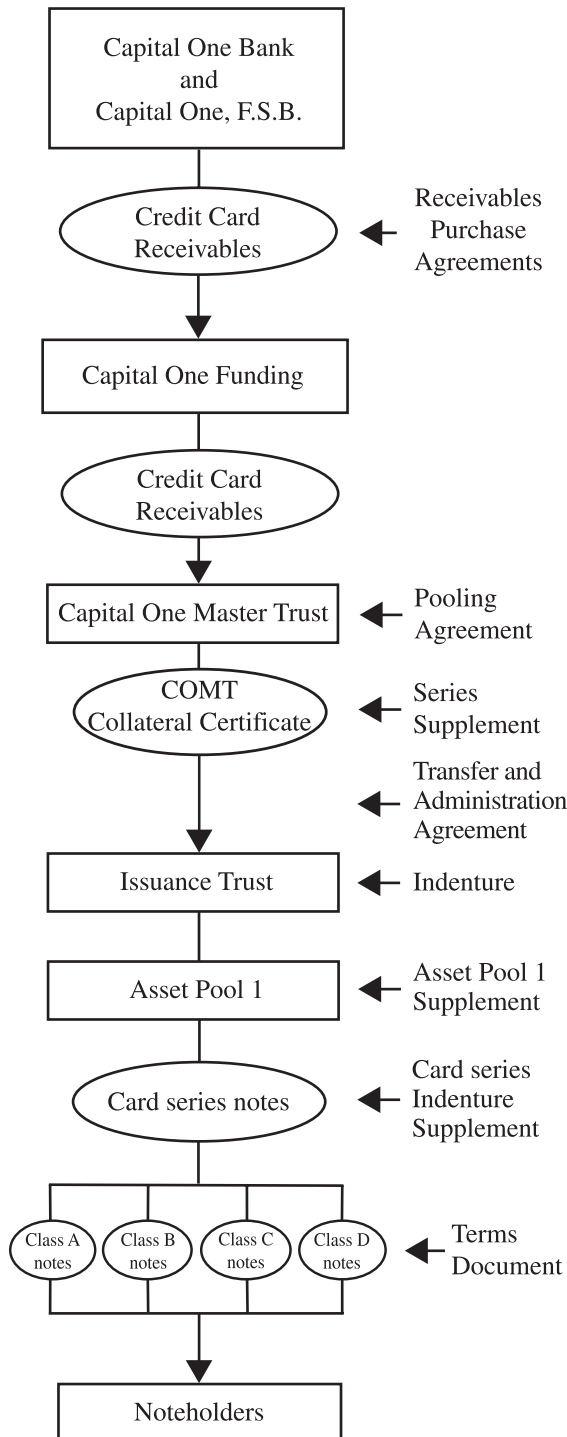 Capital One Bank
and
Capital One, F.S.B.
Credit Card
Receivables
Receivables
Purchase
Agreements
Capital One Funding
Credit Card
Receivables
Capital One Master Trust
Pooling
Agreement
COMT
Collateral Certificate
Series
Supplement
Transfer and
Administration
Agreement
Issuance Trust
Indenture
Asset Pool 1
Asset Pool 1
Supplement
Card series notes
Card series
Indenture
Supplement
Class A
notes
Class B
notes
Class C
notes
Class D
notes
Terms
Document
Noteholders